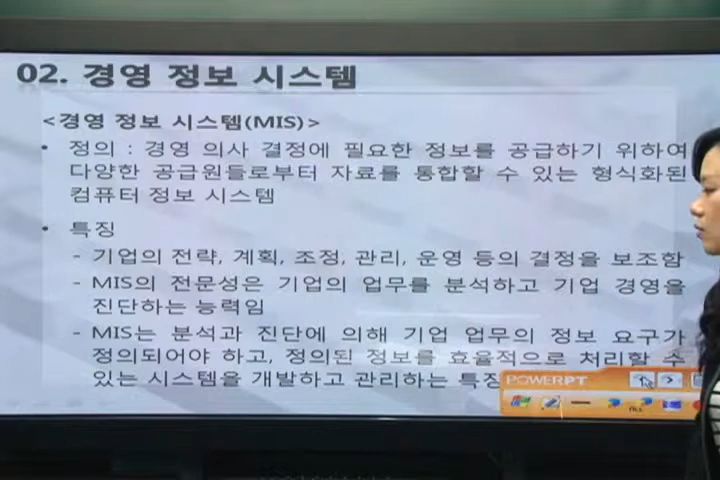 02. 경영 정보 시스템
<경영 정보 시스템(MIS)>
• 정의 : 경영 의사 결정에 필요한 정보를 공급하기 위하여
다양한 공급원들로부터 자료를 통합할 수 있는 형식화된
컴퓨터 정보 시스템
• 특징
- 기업의 전략, 계획, 조정, 관리, 운영 등의 결정을 보조함
- MIS의 전문성은 기업의 업무를 분석하고 기업 경영을
진단하는 능력임
- MIS는 분석과 진단에 의해 기업 업무의 정보 요구가
정의되어야 하고, 정의된 정보를 효율적으로 처리할 수
있는 시스템을 개발하고 관리하는 특징
POWERPT
ALL